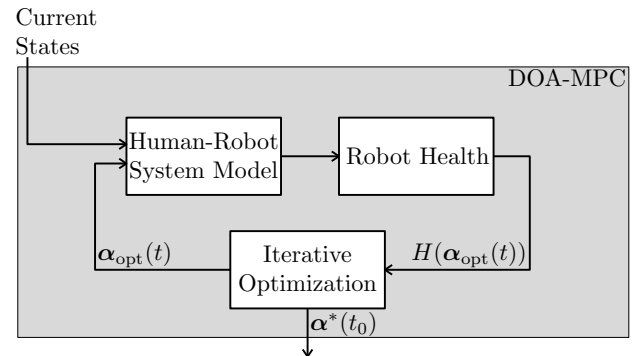 Current
States
DOA-MPC
Human-Robot
System Model
Robot Health
𝜶opt(t)
Iterative
Optimization
H(𝜶opt(t))
𝜶*(t0)